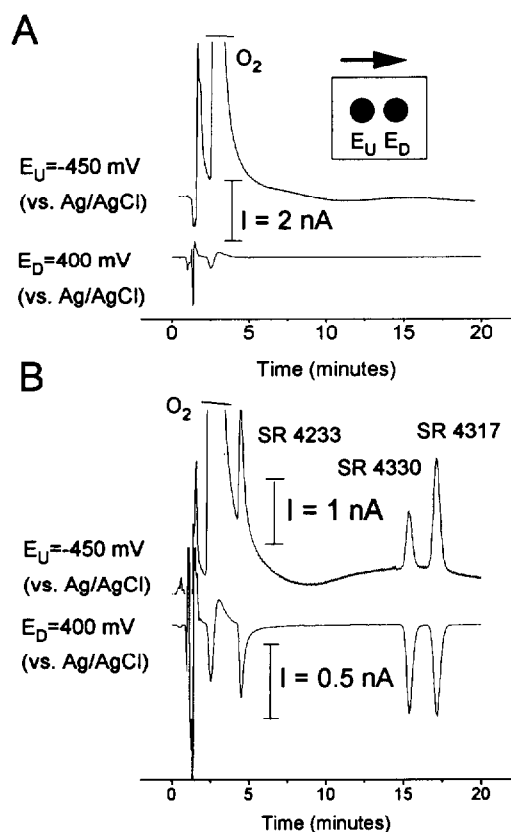 A
O2
EU ED
EU=-450 mV
(vs. Ag/AgCl)
I = 2 nA
ED=400 mV
(vs. Ag/AgCl)
0 5 10 15 20
Time (minutes)
B
O2
SR 4233
SR 4317
SR 4330
I = 1 nA
EU=-450 mV
(vs. Ag/AgCl)
ED=400 mV
(vs. Ag/AgCl)
I = 0.5 nA
0 5 10 15 20
Time (minutes)